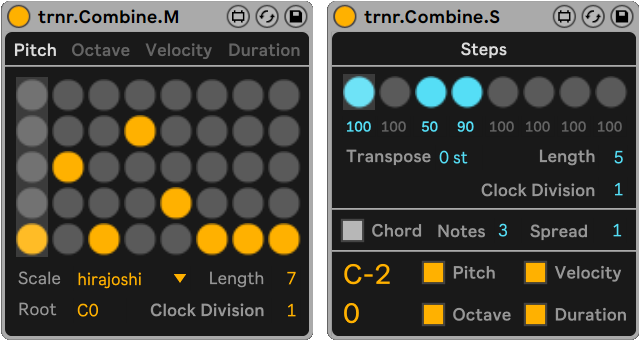 trnr.Combine.M
Pitch Octave Velocity Duration
Scale hirajoshi Length 7
Root C0 Clock Division 1
trnr.Combine.S
Steps
100 100 50 90 100 100 100 100
Transpose 0 st Length 5
Clock Division 1
Chord Notes 3 Spread 1
C-2 Pitch Velocity
0 Octave Duration